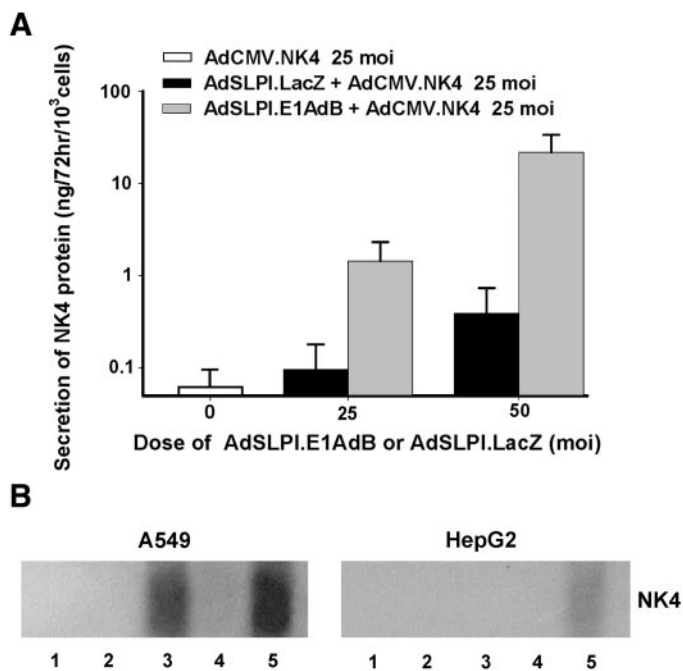 A
AdCMV.NK4 25 moi
AdSLPI.LacZ + AdCMV.NK4 25 moi
AdSLPI.E1AdB + AdCMV.NK4 25 moi
Secretion of NK4 protein (ng/72hr/10³cells)
100
10
1
0.1
0 25 50
Dose of AdSLPI.E1AdB or AdSLPI.LacZ (moi)
B
A549 HepG2
NK4
1 2 3 4 5 1 2 3 4 5